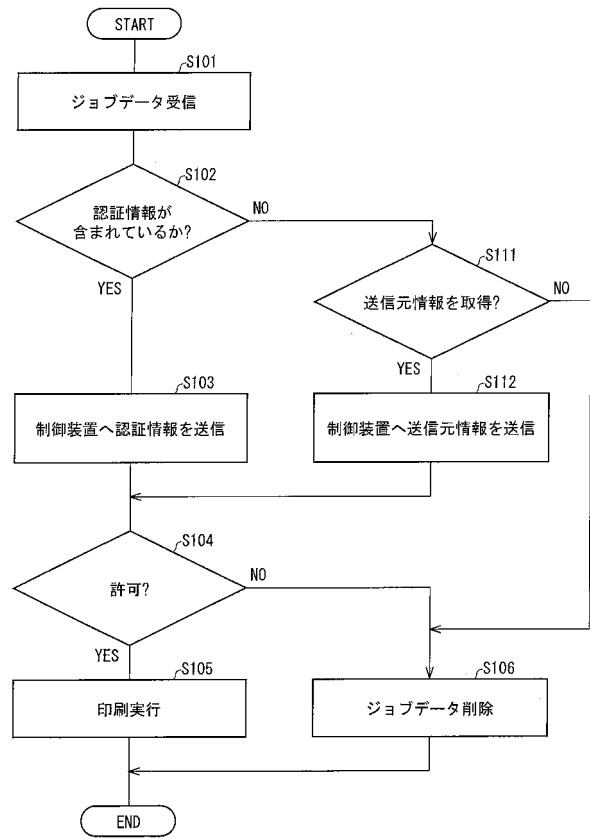 START
S101
ジョブデータ受信
S102
認証情報が
含まれているか?
NO
YES
S111
送信元情報を取得?
NO
YES
S103
制御装置へ認証情報を送信
S112
制御装置へ送信元情報を送信
S104
許可?
NO
YES
S105
印刷実行
S106
ジョブデータ削除
END